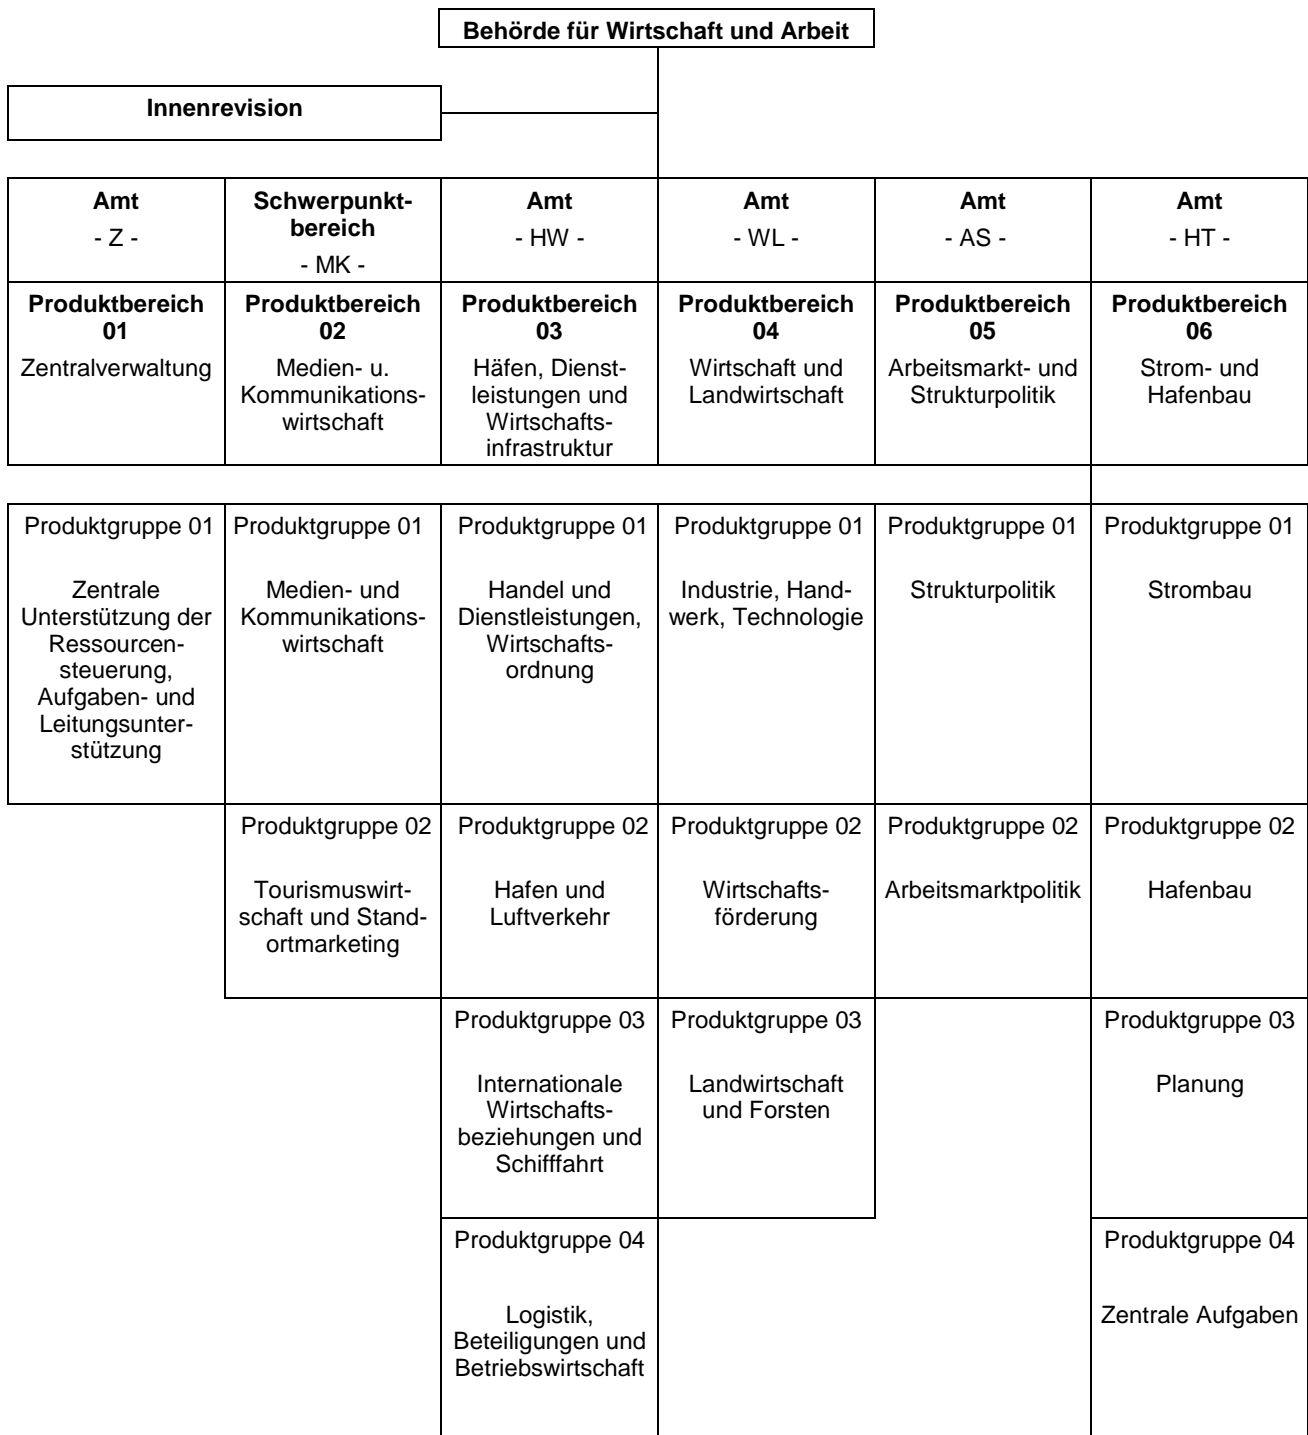 Behörde für Wirtschaft und Arbeit
Innenrevision
Amt
- Z -
Schwerpunkt-
bereich
- MK -
Amt
- HW -
Amt
- WL -
Amt
- AS -
Amt
- HT -
Produktbereich
01
Zentralverwaltung
Produktbereich
02
Medien- u.
Kommunikations-
wirtschaft
Produktbereich
03
Häfen, Dienst-
leistungen und
Wirtschafts-
infrastruktur
Produktbereich
04
Wirtschaft und
Landwirtschaft
Produktbereich
05
Arbeitsmarkt- und
Strukturpolitik
Produktbereich
06
Strom- und
Hafenbau
Produktgruppe 01
Zentrale
Unterstützung der
Ressourcen-
steuerung,
Aufgaben- und
Leitungsunter-
stützung
Produktgruppe 01
Medien- und
Kommunikations-
wirtschaft
Produktgruppe 01
Handel und
Dienstleistungen,
Wirtschafts-
ordnung
Produktgruppe 01
Industrie, Hand-
werk, Technologie
Produktgruppe 01
Strukturpolitik
Produktgruppe 01
Strombau
Produktgruppe 02
Tourismuswirt-
schaft und Stand-
ortmarketing
Produktgruppe 02
Hafen und
Luftverkehr
Produktgruppe 02
Wirtschafts-
förderung
Produktgruppe 02
Arbeitsmarktpolitik
Produktgruppe 02
Hafenbau
Produktgruppe 03
Internationale
Wirtschafts-
beziehungen und
Schifffahrt
Produktgruppe 03
Landwirtschaft
und Forsten
Produktgruppe 03
Planung
Produktgruppe 04
Logistik,
Beteiligungen und
Betriebswirtschaft
Produktgruppe 04
Zentrale Aufgaben